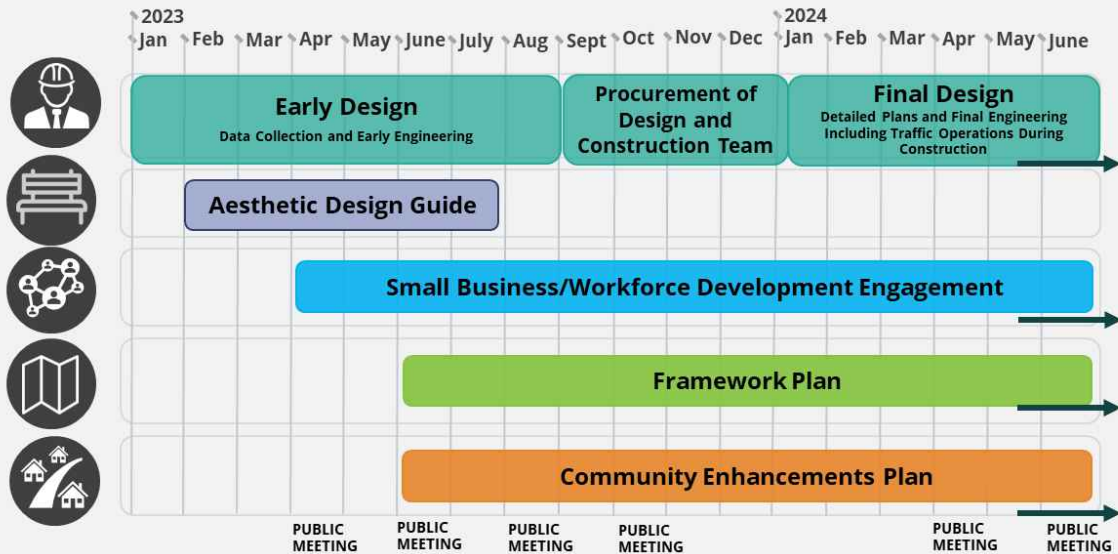 2023
2024
Jan Feb Mar Apr May June July Aug Sept Oct Nov Dec Jan Feb Mar Apr May June
Early Design
Data Collection and Early Engineering
Procurement of
Design and
Construction Team
Final Design
Detailed Plans and Final Engineering
Including Traffic Operations During
Construction
Aesthetic Design Guide
Small Business/Workforce Development Engagement
Framework Plan
Community Enhancements Plan
PUBLIC
MEETING
PUBLIC
MEETING
PUBLIC
MEETING
PUBLIC
MEETING
PUBLIC
MEETING
PUBLIC
MEETING